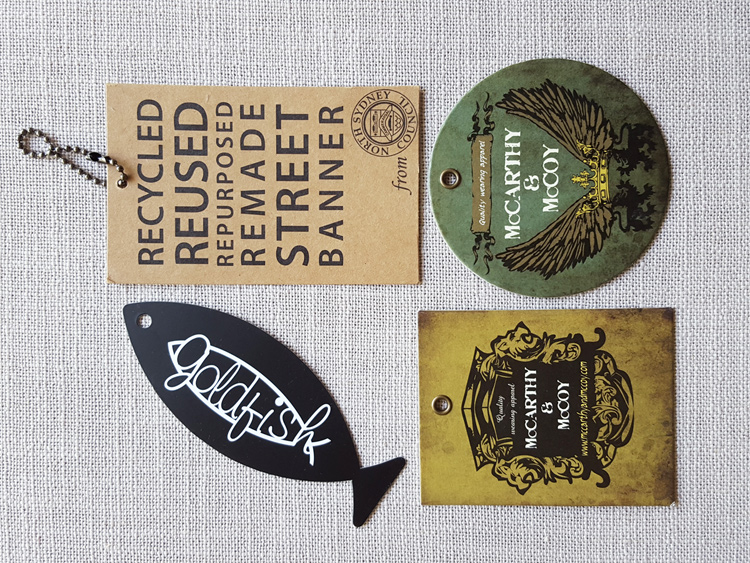 RECYCLED
REUSED
REPURPOSED
REMADE
STREET
BANNER
from
NORTH SYDNEY COUNCIL
Quality wearing apparel
McCARTHY
&
McCOY
goldfish
Quality
wearing apparel
McCARTHY
&
McCOY
www.mccarthyandmccoy.com